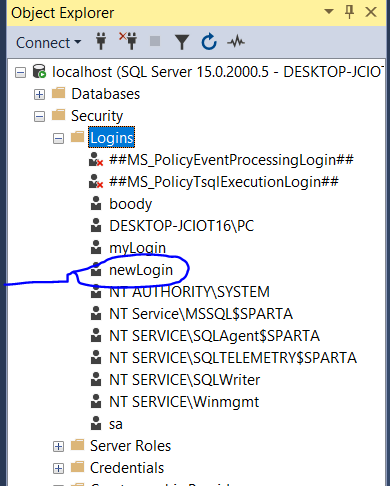 Object Explorer
Connect
localhost (SQL Server 15.0.2000.5 - DESKTOP-JCIOT
Databases
Security
Logins
##MS_PolicyEventProcessingLogin##
##MS_PolicyTsqlExecutionLogin##
boody
DESKTOP-JCIOT16\PC
myLogin
newLogin
NT AUTHORITY\SYSTEM
NT Service\MSSQL$SPARTA
NT SERVICE\SQLAgent$SPARTA
NT SERVICE\SQLTELEMETRY$SPARTA
NT SERVICE\SQLWriter
NT SERVICE\Winmgmt
sa
Server Roles
Credentials